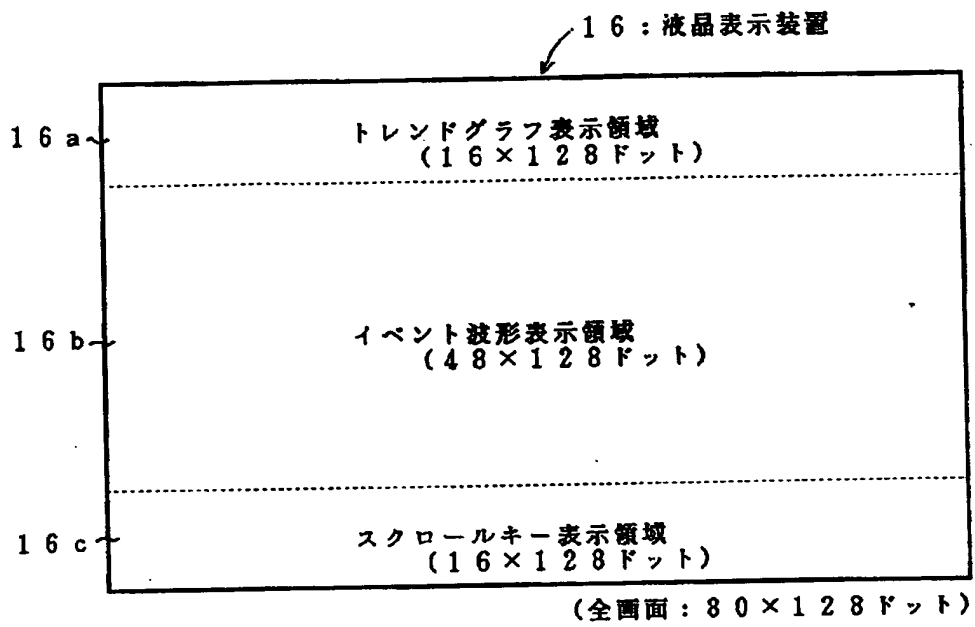 16:液晶表示装置
16a
トレンドグラフ表示領域
(16×128ドット)
16b
イベント波形表示領域
(48×128ドット)
16c
スクロールキー表示領域
(16×128ドット)
(全画面:80×128ドット)